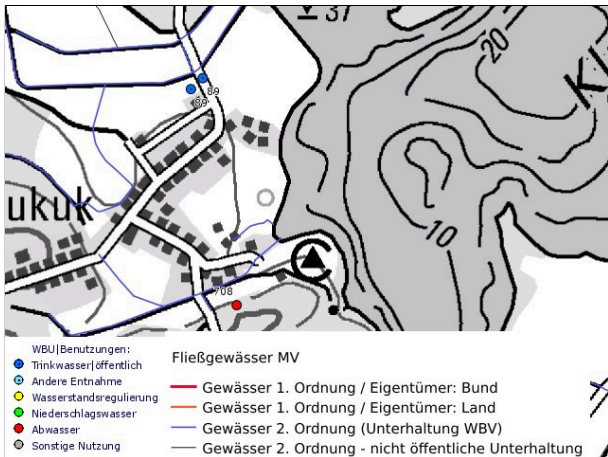 37
20
89
89
ukuk
10
708
WBU|Benutzungen:
Trinkwasser|öffentlich
Andere Entnahme
Wasserstandsregulierung
Niederschlagswasser
Abwasser
Sonstige Nutzung
Fließgewässer MV
Gewässer 1. Ordnung / Eigentümer: Bund
Gewässer 1. Ordnung / Eigentümer: Land
Gewässer 2. Ordnung (Unterhaltung WBV)
Gewässer 2. Ordnung - nicht öffentliche Unterhaltung